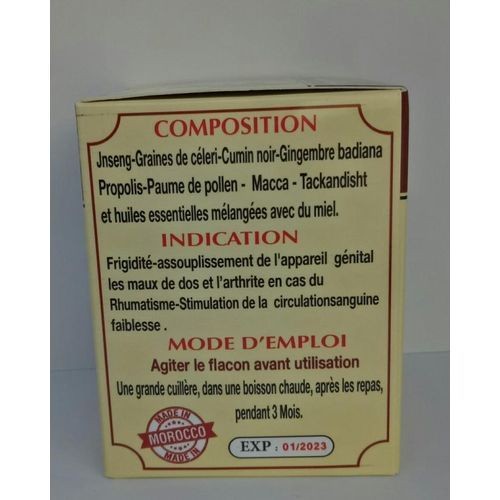 COMPOSITION
Jnseng-Graines de céleri-Cumin noir-Gingembre badiana
Propolis-Paume de pollen - Macca - Tackandisht
et huiles essentielles mélangées avec du miel.
INDICATION
Frigidité-assouplissement de l'appareil génital
les maux de dos et l'arthrite en cas du
Rhumatisme-Stimulation de la circulationsanguine
faiblesse .
MODE D'EMPLOI
Agiter le flacon avant utilisation
Une grande cuillère, dans une boisson chaude, après les repas,
pendant 3 Mois.
MADE IN
MOROCCO
MADE IN
EXP : 01/2023